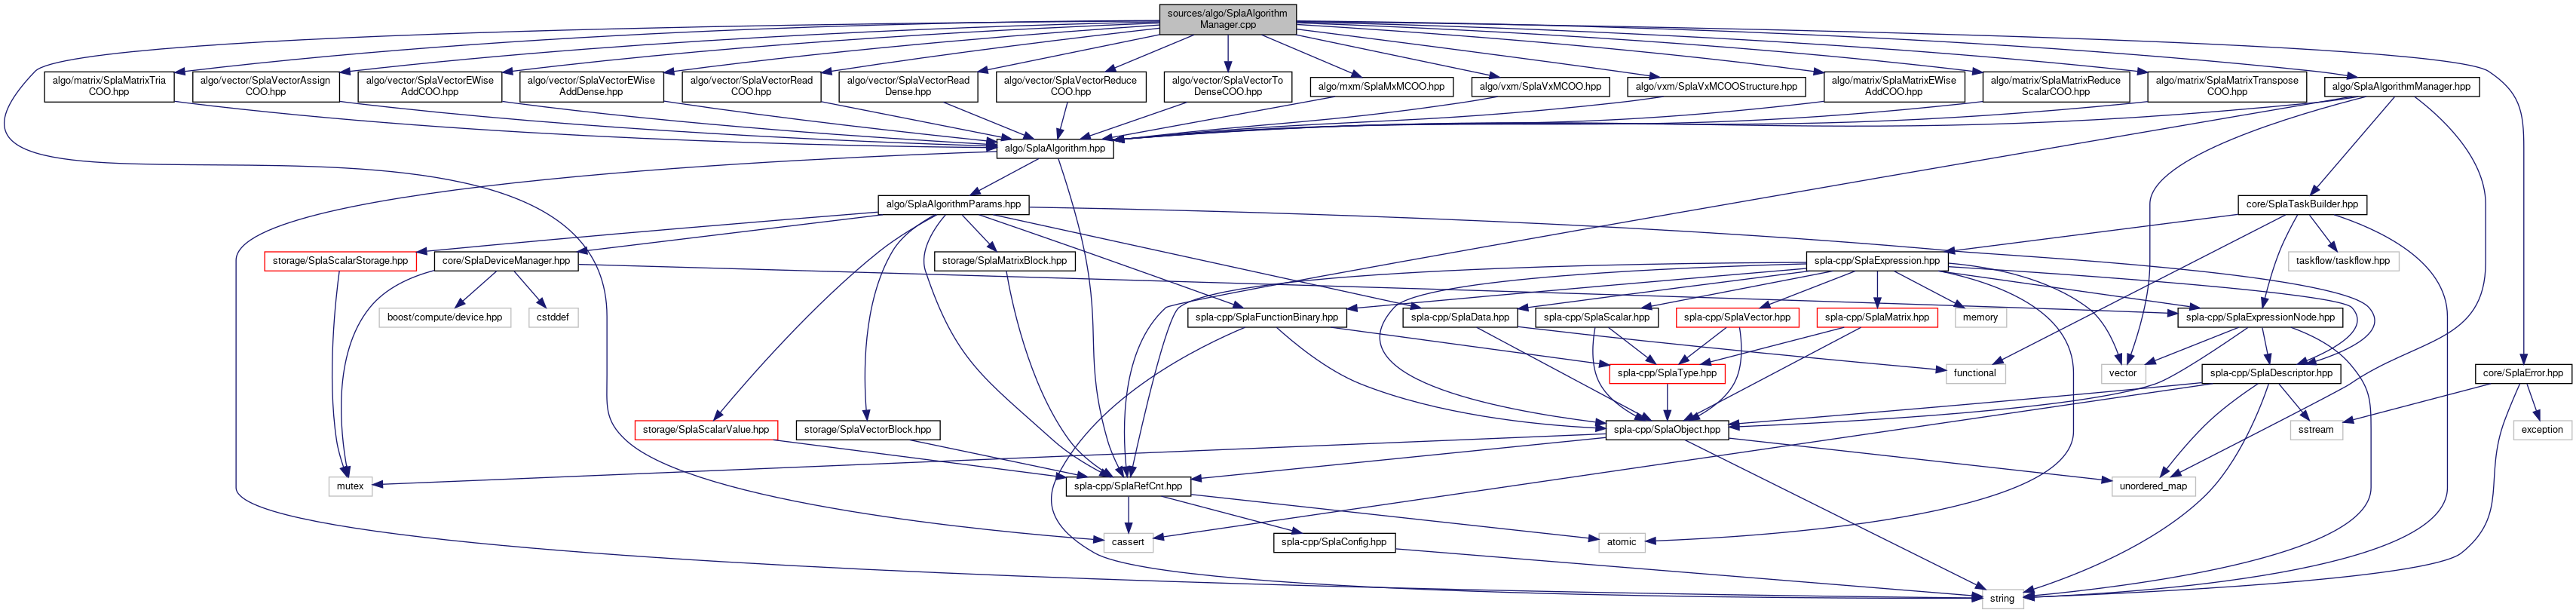 sources/algo/SplaAlgorithm
Manager.cpp
algo/matrix/SplaMatrixTria
COO.hpp
algo/vector/SplaVectorAssign
COO.hpp
algo/vector/SplaVectorEWise
AddCOO.hpp
algo/vector/SplaVectorEWise
AddDense.hpp
algo/vector/SplaVectorRead
COO.hpp
algo/vector/SplaVectorRead
Dense.hpp
algo/vector/SplaVectorReduce
COO.hpp
algo/vector/SplaVectorTo
DenseCOO.hpp
algo/mxm/SplaMxMCOO.hpp
algo/vxm/SplaVxMCOO.hpp
algo/vxm/SplaVxMCOOStructure.hpp
algo/matrix/SplaMatrixEWise
AddCOO.hpp
algo/matrix/SplaMatrixReduce
ScalarCOO.hpp
algo/matrix/SplaMatrixTranspose
COO.hpp
algo/SplaAlgorithmManager.hpp
algo/SplaAlgorithm.hpp
algo/SplaAlgorithmParams.hpp
core/SplaTaskBuilder.hpp
storage/SplaScalarStorage.hpp
core/SplaDeviceManager.hpp
storage/SplaMatrixBlock.hpp
spla-cpp/SplaExpression.hpp
taskflow/taskflow.hpp
boost/compute/device.hpp
cstddef
spla-cpp/SplaFunctionBinary.hpp
spla-cpp/SplaData.hpp
spla-cpp/SplaScalar.hpp
spla-cpp/SplaVector.hpp
spla-cpp/SplaMatrix.hpp
memory
spla-cpp/SplaExpressionNode.hpp
spla-cpp/SplaType.hpp
functional
vector
spla-cpp/SplaDescriptor.hpp
core/SplaError.hpp
storage/SplaScalarValue.hpp
storage/SplaVectorBlock.hpp
spla-cpp/SplaObject.hpp
sstream
exception
mutex
spla-cpp/SplaRefCnt.hpp
unordered_map
cassert
spla-cpp/SplaConfig.hpp
atomic
string